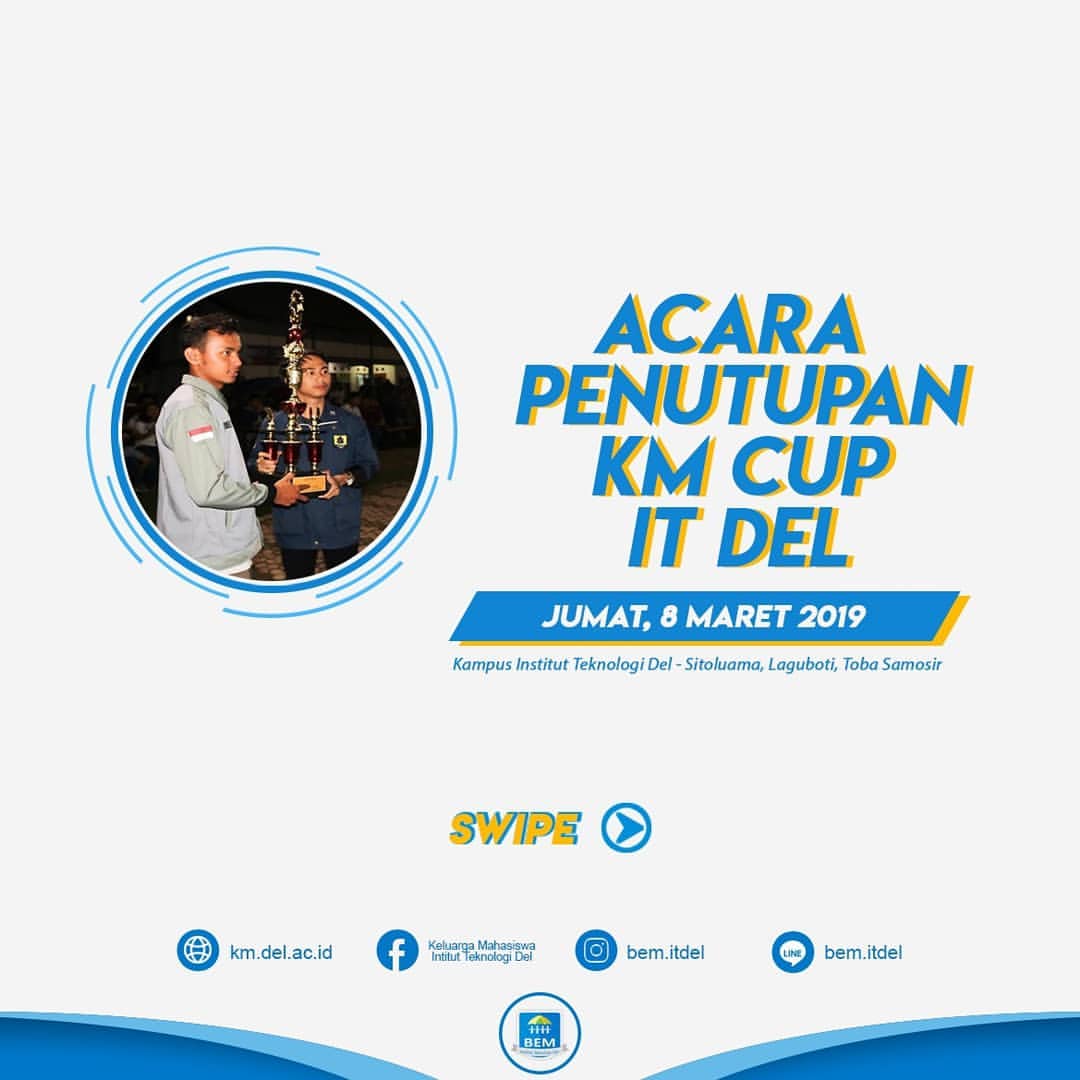 ACARA
PENUTUPAN
KM CUP
IT DEL
JUMAT, 8 MARET 2019
Kampus Institut Teknologi Del - Sitoluama, Laguboti, Toba Samosir
SWIPE
km.del.ac.id
Keluarga Mahasiswa
Intitut Teknologi Del
bem.itdel
LINE
bem.itdel
BEM